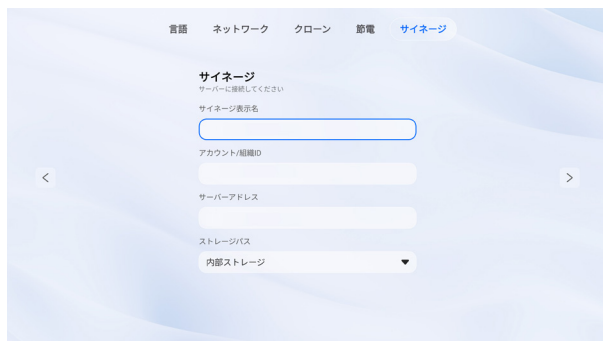 言語 ネットワーク クローン 節電 サイネージ
サイネージ
サーバーに接続してください
サイネージ表示名
アカウント/組織ID
サーバーアドレス
ストレージパス
内部ストレージ